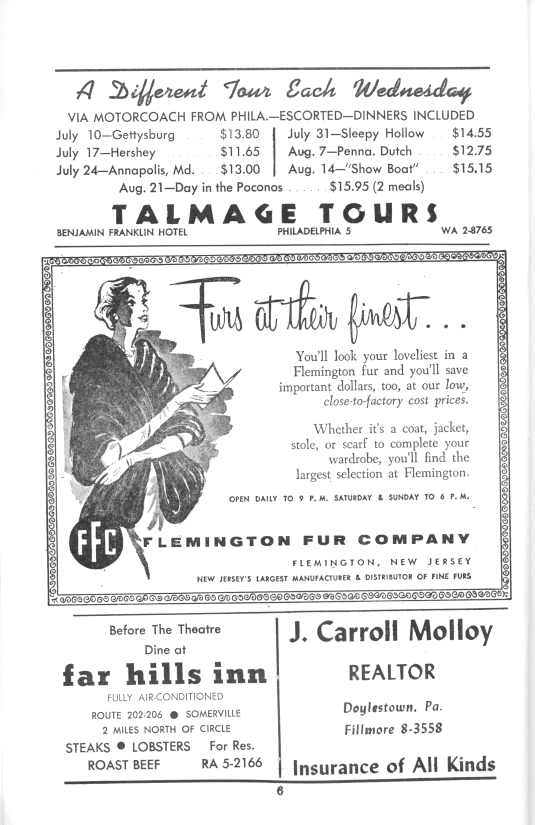 A Different Tour Each Wednesday
VIA MOTORCOACH FROM PHILA.—ESCORTED—DINNERS INCLUDED
July 10—Gettysburg .... $13.80
July 17—Hershey ........ $11.65
July 24—Annapolis, Md. .... $13.00
July 31—Sleepy Hollow .. $14.55
Aug. 7—Penna. Dutch ..... $12.75
Aug. 14—"Show Boat" .... $15.15
Aug. 21—Day in the Poconos ...... $15.95 (2 meals)
TALMAGE TOURS
BENJAMIN FRANKLIN HOTEL PHILADELPHIA 5 WA 2-8765
Furs at their finest...
You'll look your loveliest in a
Flemington fur and you'll save
important dollars, too, at our low,
close-to-factory cost prices.
Whether it's a coat, jacket,
stole, or scarf to complete your
wardrobe, you'll find the
largest selection at Flemington.
OPEN DAILY TO 9 P.M. SATURDAY & SUNDAY TO 6 P.M.
FFC
FLEMINGTON FUR COMPANY
FLEMINGTON, NEW JERSEY
NEW JERSEY'S LARGEST MANUFACTURER & DISTRIBUTOR OF FINE FURS
Before The Theatre
Dine at
far hills inn
FULLY AIR-CONDITIONED
ROUTE 202-206 ● SOMERVILLE
2 MILES NORTH OF CIRCLE
STEAKS ● LOBSTERS For Res.
ROAST BEEF RA 5-2166
J. Carroll Molloy
REALTOR
Doylestown, Pa.
Fillmore 8-3558
Insurance of All Kinds
6